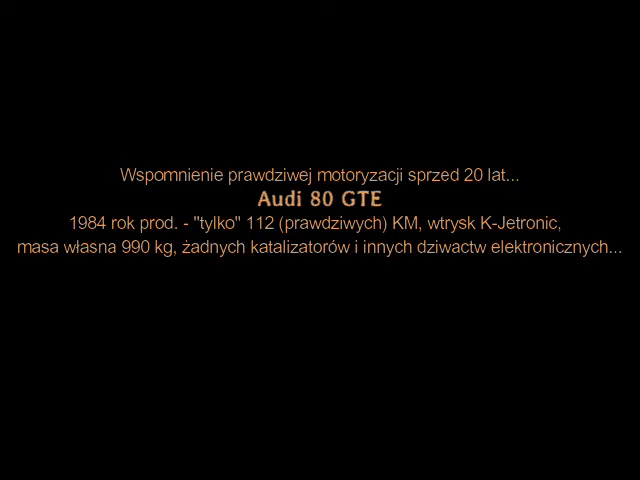 Wspomnienie prawdziwej motoryzacji sprzed 20 lat...
Audi 80 GTE
1984 rok prod. - "tylko" 112 (prawdziwych) KM, wtrysk K-Jetronic,
masa własna 990 kg, żadnych katalizatorów i innych dziwactw elektronicznych...